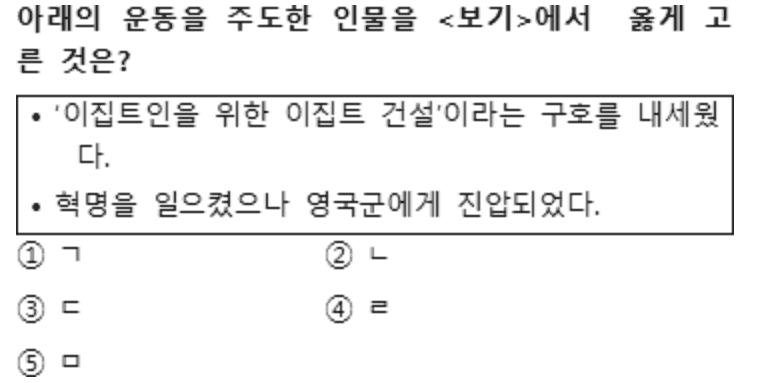 아래의 운동을 주도한 인물을 <보기>에서 옳게 고
른 것은?
• '이집트인을 위한 이집트 건설'이라는 구호를 내세웠
다.
• 혁명을 일으켰으나 영국군에게 진압되었다.
① ㄱ ② ㄴ
③ ㄷ ④ ㄹ
⑤ ㅁ